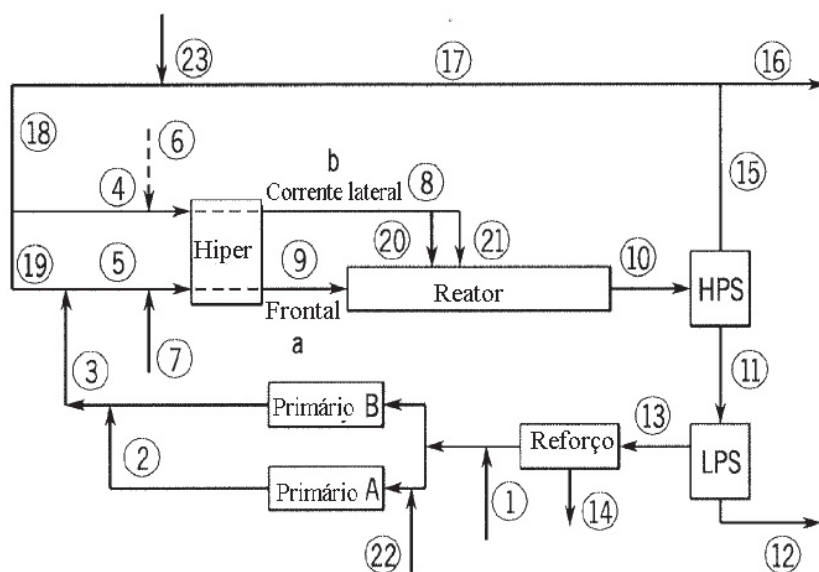 23
17
16
18
6
4
b
Corrente lateral
8
15
Hiper
20
21
19
5
9
Reator
10
HPS
Frontal
a
3
7
11
Primário B
2
Reforço
13
LPS
Primário A
1
14
12
22